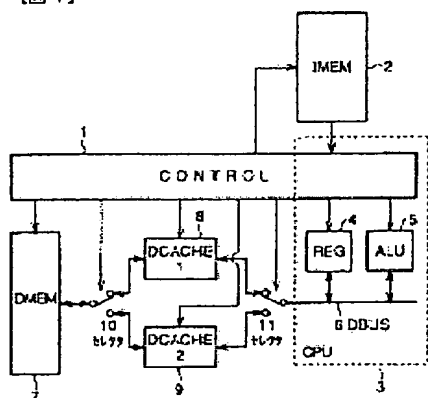 【図1】
IMEM
2
1
CONTROL
8
4
5
DCACHE
1
REG
ALU
DMEM
10
セレクタ
11
セレクタ
6 DBUS
DCACHE
2
CPU
7
9
3